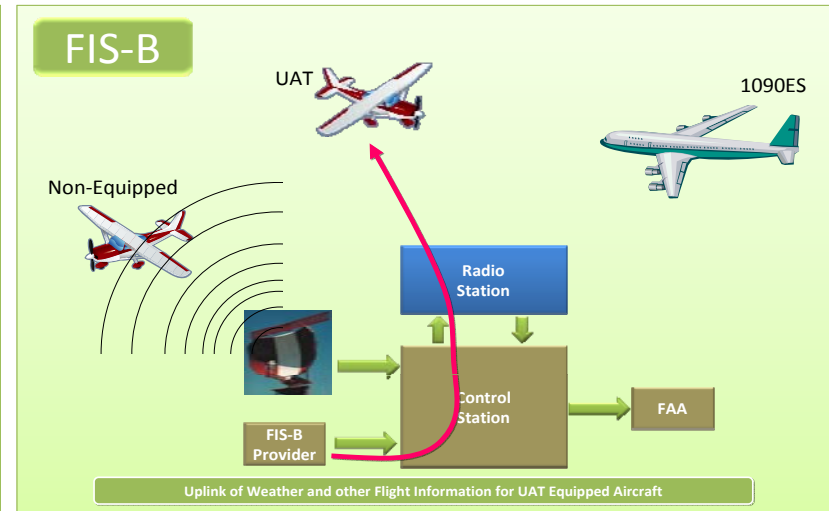 FIS-B
UAT
1090ES
Non-Equipped
Radio
Station
Control
Station
FAA
FIS-B
Provider
Uplink of Weather and other Flight Information for UAT Equipped Aircraft